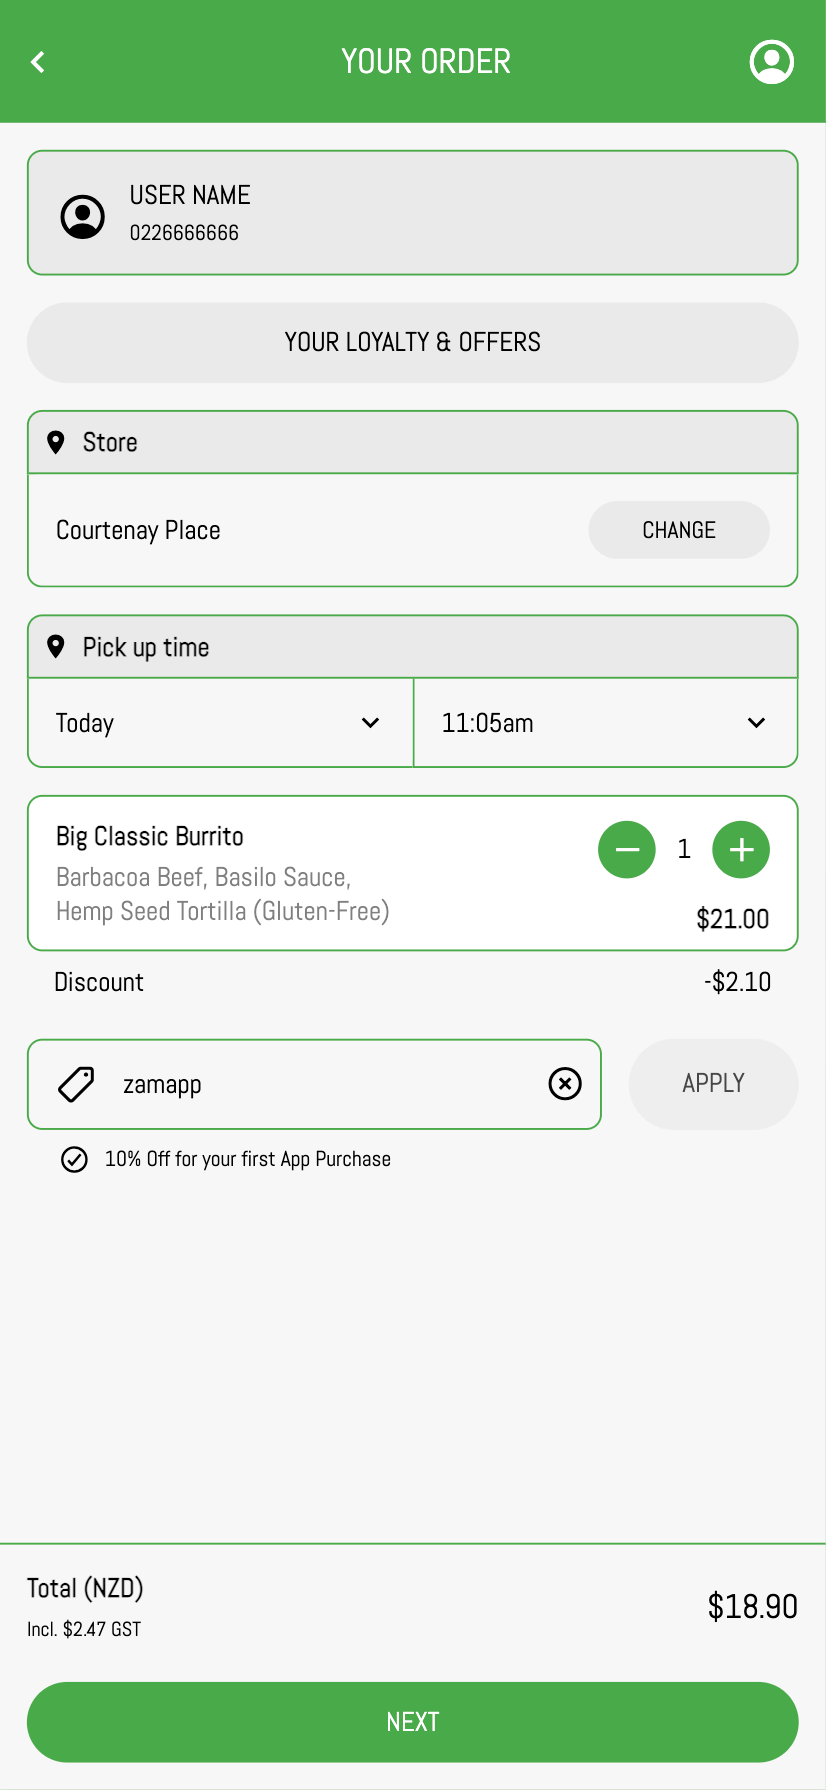 YOUR ORDER
USER NAME
0226666666
YOUR LOYALTY & OFFERS
Store
Courtenay Place
CHANGE
Pick up time
Today
11:05am
Big Classic Burrito
1
Barbacoa Beef, Basilo Sauce,
Hemp Seed Tortilla (Gluten-Free)
$21.00
Discount
-$2.10
zamapp
APPLY
10% Off for your first App Purchase
Total (NZD)
$18.90
Incl. $2.47 GST
NEXT